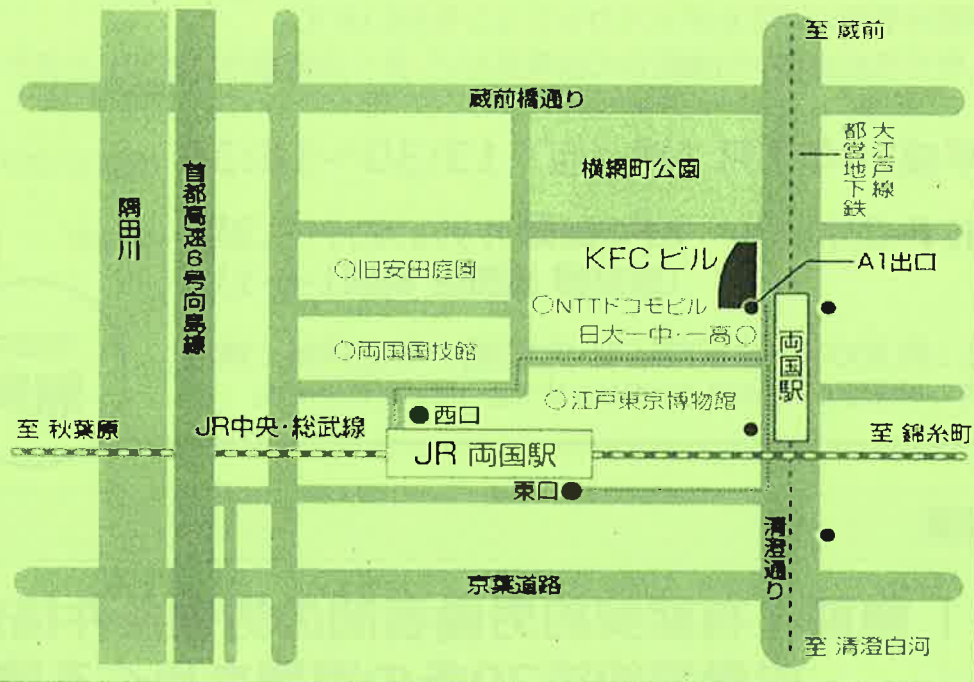 至 蔵前
蔵前橋通り
都営地下鉄
大江戸線
横網町公園
首都高速6号向島線
隅田川
KFC ビル
A1出口
○旧安田庭園
○NTTドコモビル
日大一中・一高○
○両国国技館
両国駅
○江戸東京博物館
●西口
至 秋葉原
JR中央・総武線
JR 両国駅
至 錦糸町
東口●
清澄通り
京葉道路
至 清澄白河